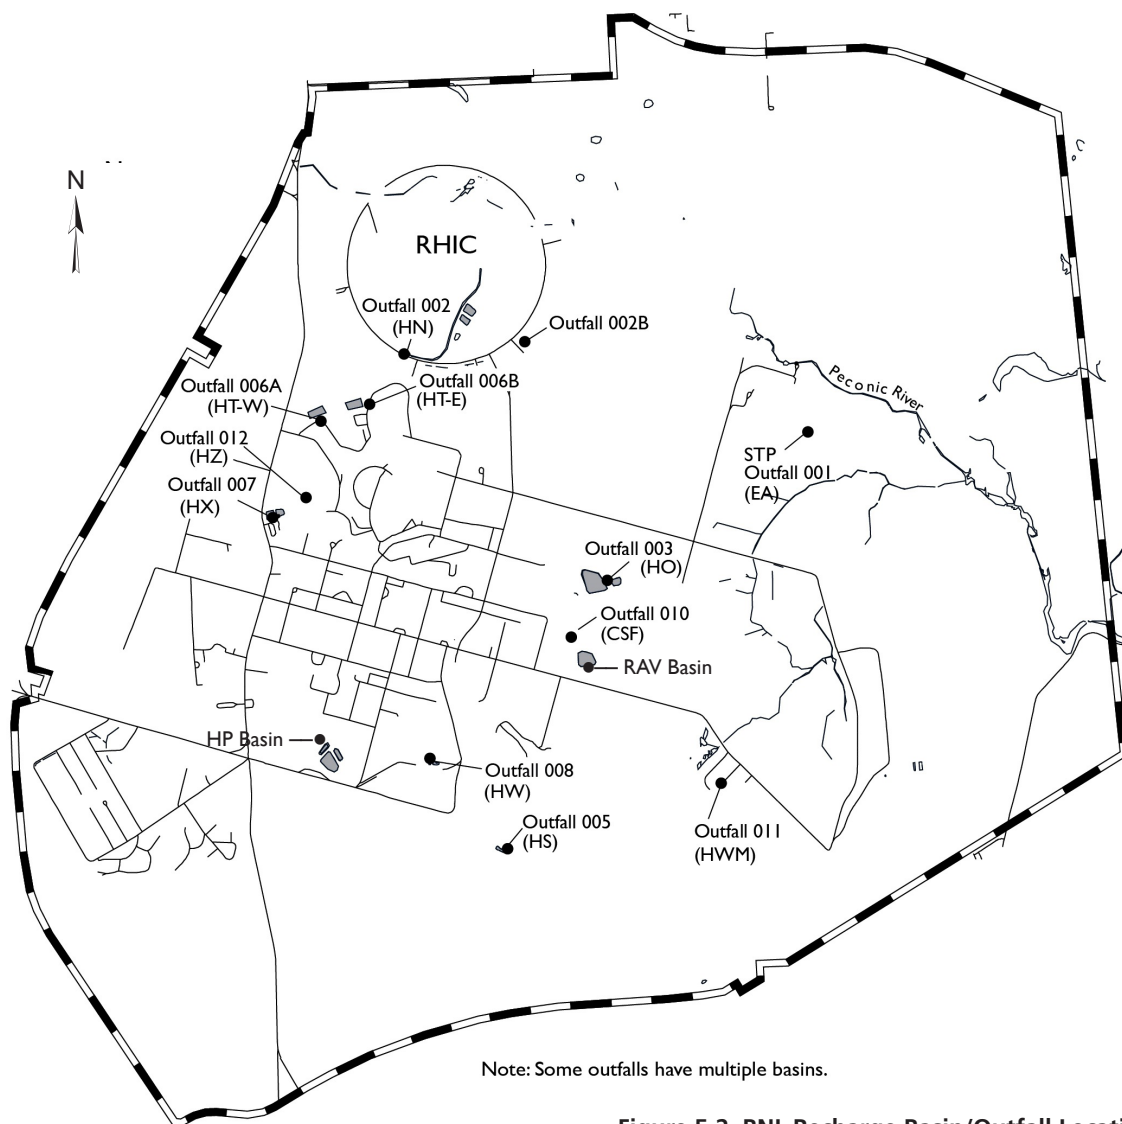 N
RHIC
Outfall 002
(HN)
Outfall 002B
Outfall 006A
(HT-W)
Outfall 006B
(HT-E)
Peconic River
Outfall 012
(HZ)
STP
Outfall 001
(EA)
Outfall 007
(HX)
Outfall 003
(HO)
Outfall 010
(CSF)
RAV Basin
HP Basin
Outfall 008
(HW)
Outfall 005
(HS)
Outfall 011
(HWM)
Note: Some outfalls have multiple basins.